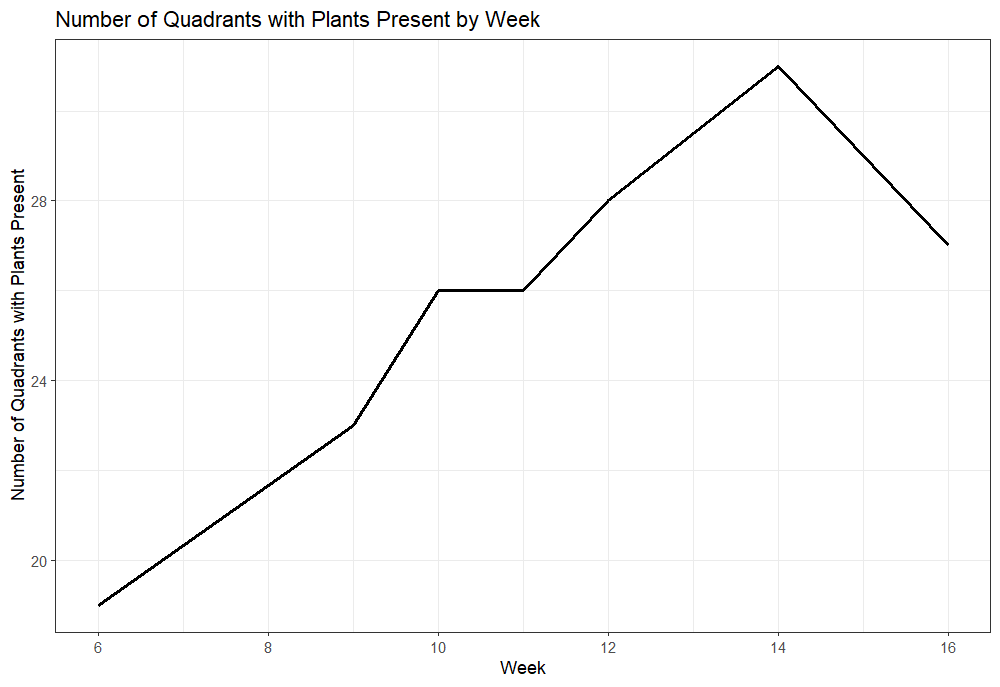 Number of Quadrants with Plants Present by Week
Number of Quadrants with Plants Present
28
24
20
6 8 10 12 14 16
Week